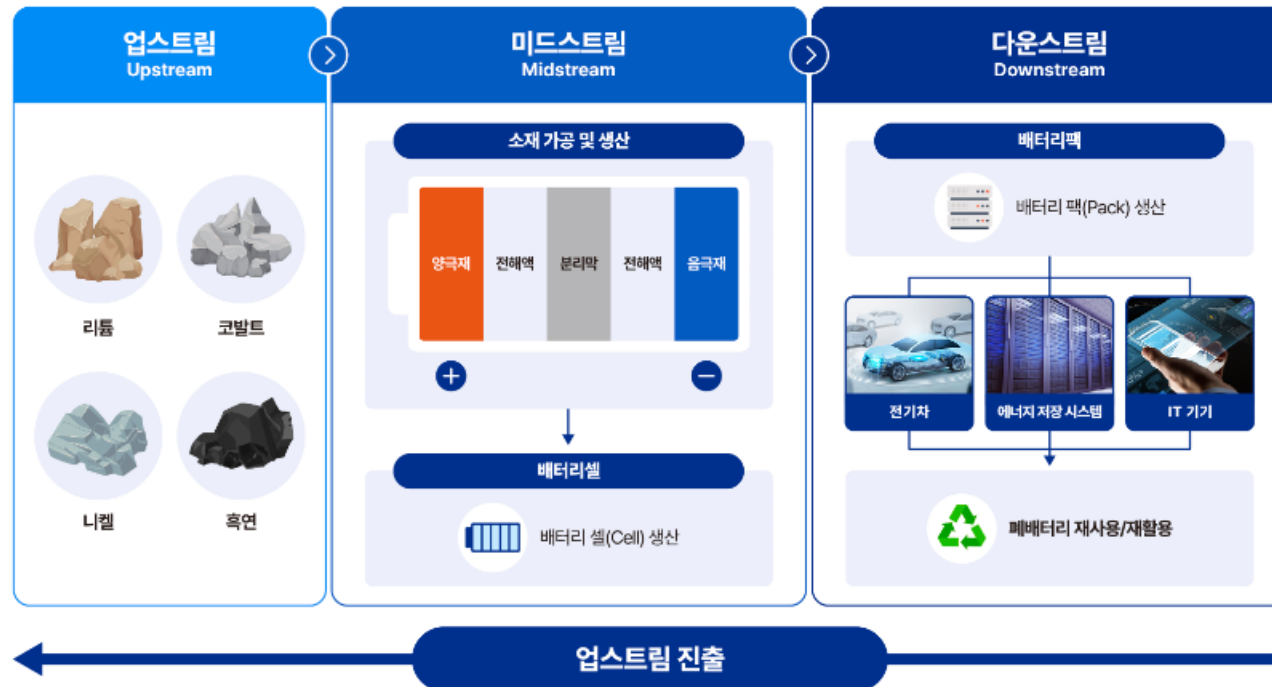 업스트림
Upstream
리튬
코발트
니켈
흑연
미드스트림
Midstream
소재 가공 및 생산
양극재
전해액
분리막
전해액
음극재
배터리셀
배터리 셀(Cell) 생산
다운스트림
Downstream
배터리팩
배터리 팩(Pack) 생산
전기차
에너지 저장 시스템
IT 기기
폐배터리 재사용/재활용
업스트림 진출